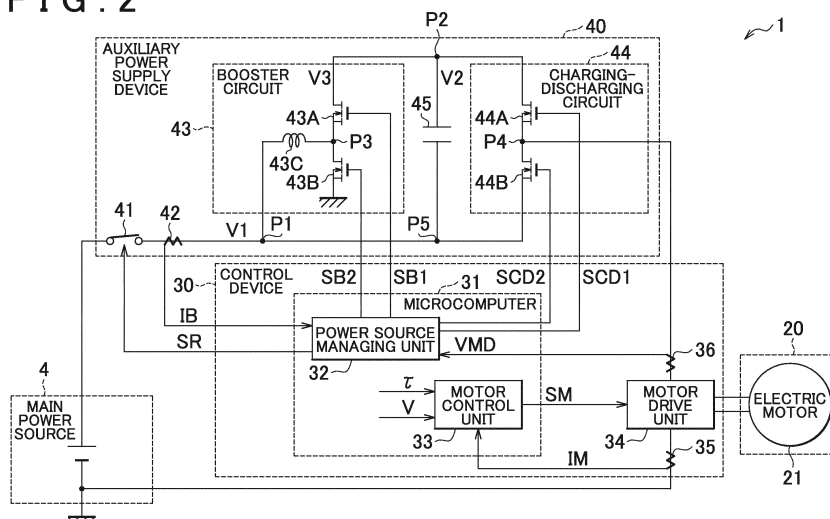 FIG. 2
1
P2
40
AUXILIARY
POWER
SUPPLY
DEVICE
44
BOOSTER
CIRCUIT
V3
V2
CHARGING-
DISCHARGING
CIRCUIT
43A
45
44A
43
P3
P4
43C
43B
44B
41
42
V1
P1
P5
30
CONTROL
DEVICE
SB2
SB1
31
SCD2
SCD1
MICROCOMPUTER
IB
SR
POWER SOURCE
MANAGING UNIT
32
VMD
36
20
4
MAIN
POWER
SOURCE
τ
V
MOTOR
CONTROL
UNIT
33
SM
MOTOR
DRIVE
UNIT
34
35
ELECTRIC
MOTOR
21
IM